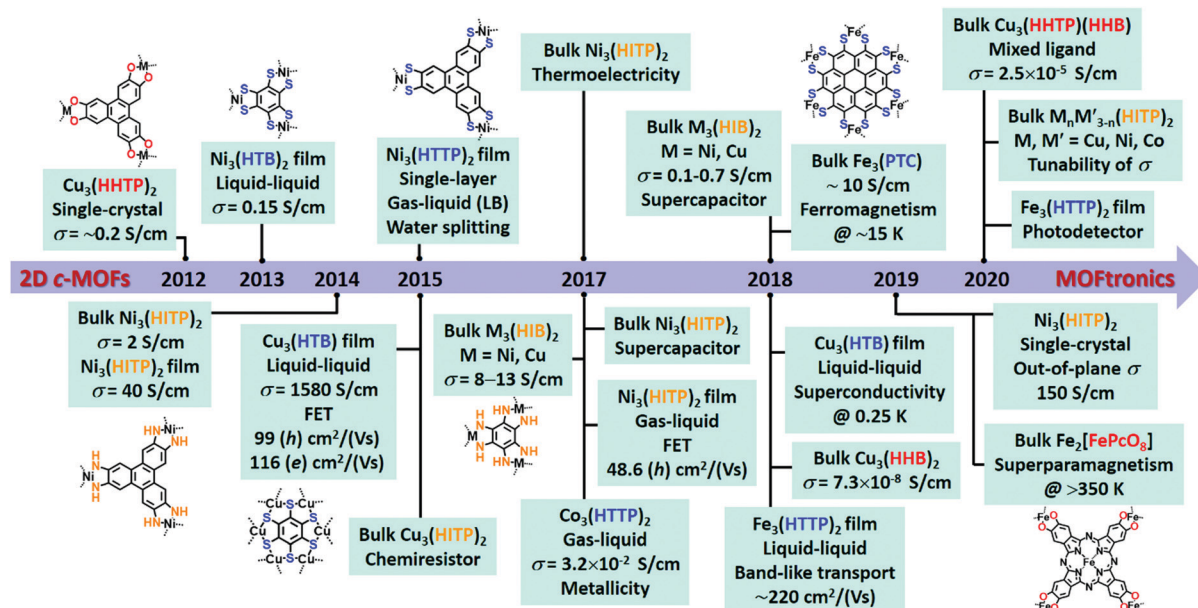 Cu₃(HHTP)₂
Single-crystal
σ= ~0.2 S/cm
Ni₃(HTB)₂ film
Liquid-liquid
σ = 0.15 S/cm
Ni₃(HTTP)₂ film
Single-layer
Gas-liquid (LB)
Water splitting
Bulk Ni₃(HITP)₂
Thermoelectricity
Bulk M₃(HIB)₂
M = Ni, Cu
σ = 0.1-0.7 S/cm
Supercapacitor
Bulk Fe₃(PTC)
~ 10 S/cm
Ferromagnetism
@ ~15 K
Bulk Cu₃(HHTP)(HHB)
Mixed ligand
σ = 2.5×10⁻⁵ S/cm
Bulk MₙM′₃₋ₙ(HITP)₂
M, M′ = Cu, Ni, Co
Tunability of σ
Fe₃(HTTP)₂ film
Photodetector
2D c-MOFs 2012 2013 2014 2015 2017 2018 2019 2020 MOFtronics
Bulk Ni₃(HITP)₂
σ = 2 S/cm
Ni₃(HITP)₂ film
σ = 40 S/cm
Cu₃(HTB) film
Liquid-liquid
σ = 1580 S/cm
FET
99 (h) cm²/(Vs)
116 (e) cm²/(Vs)
Bulk Cu₃(HITP)₂
Chemiresistor
Bulk M₃(HIB)₂
M = Ni, Cu
σ = 8–13 S/cm
Bulk Ni₃(HITP)₂
Supercapacitor
Ni₃(HITP)₂ film
Gas-liquid
FET
48.6 (h) cm²/(Vs)
Co₃(HTTP)₂
Gas-liquid
σ = 3.2×10⁻² S/cm
Metallicity
Cu₃(HTB) film
Liquid-liquid
Superconductivity
@ 0.25 K
Bulk Cu₃(HHB)₂
σ = 7.3×10⁻⁸ S/cm
Fe₃(HTTP)₂ film
Liquid-liquid
Band-like transport
~220 cm²/(Vs)
Ni₃(HITP)₂
Single-crystal
Out-of-plane σ
150 S/cm
Bulk Fe₂[FePcO₈]
Superparamagnetism
@ >350 K